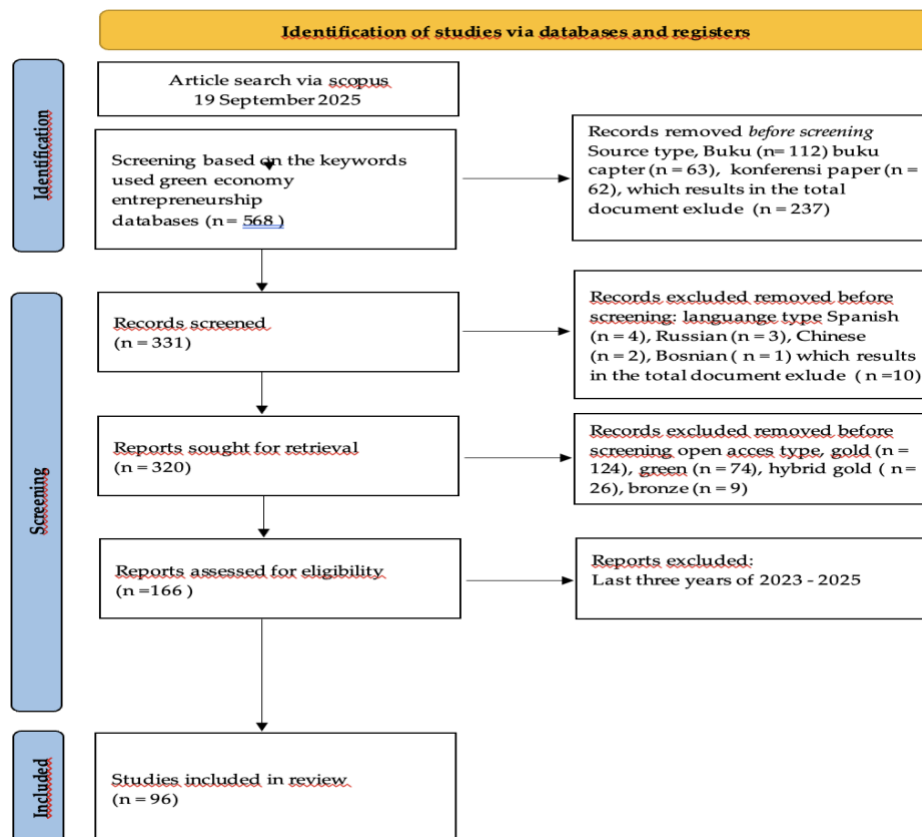 Identification of studies via databases and registers
Identification
Article search via scopus
19 September 2025
Screening based on the keywords
used green economy
entrepreneurship
databases (n= 568 )
Records removed before screening
Source type, Buku (n= 112) buku
capter (n = 63), konferensi paper (n =
62), which results in the total
document exlude (n = 237)
Screening
Records screened
(n = 331)
Records excluded removed before
screening: languange type Spanish
(n = 4), Russian (n = 3), Chinese
(n = 2), Bosnian ( n = 1) which results
in the total document exlude ( n =10)
Reports sought for retrieval
(n = 320)
Records excluded removed before
screening open acces type, gold (n =
124), green (n = 74), hybrid gold ( n =
26), bronze (n = 9)
Reports assessed for eligibility
(n =166 )
Reports excluded:
Last three years of 2023 - 2025
Included
Studies included in review
(n = 96)